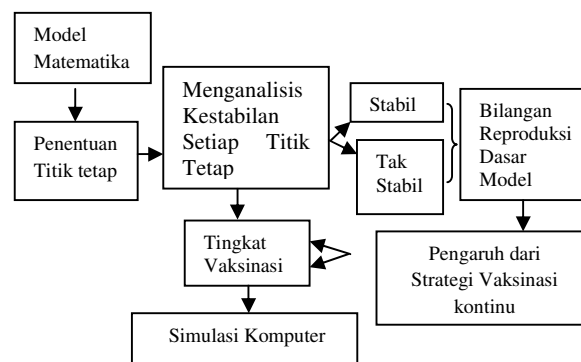 Model
Matematika
Penentuan
Titik tetap
Menganalisis
Kestabilan
Setiap Titik
Tetap
Stabil
Tak
Stabil
Bilangan
Reproduksi
Dasar
Model
Tingkat
Vaksinasi
Pengaruh dari
Strategi Vaksinasi
kontinu
Simulasi Komputer